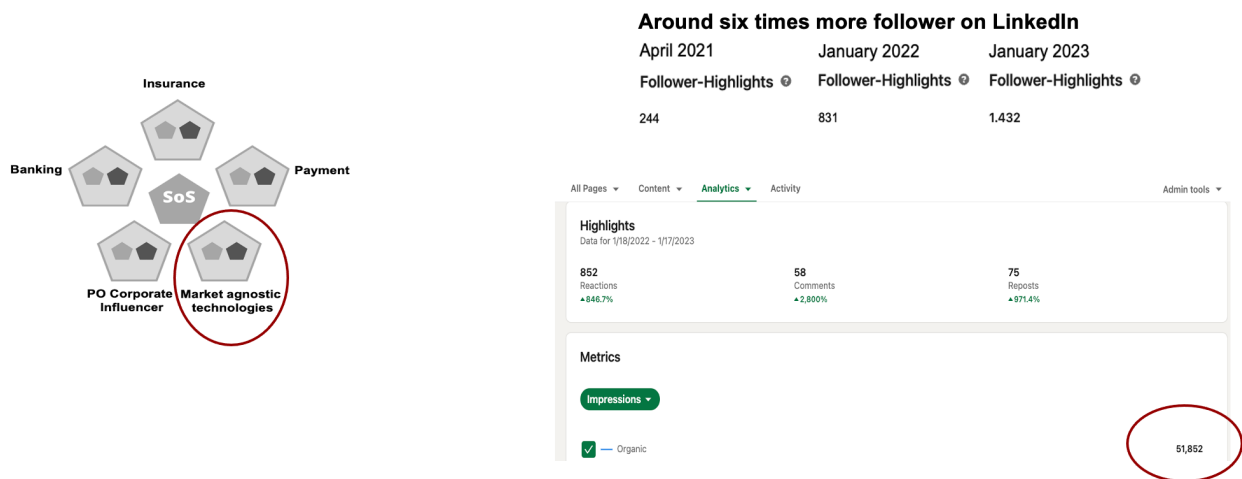 Insurance
Banking
Payment
SoS
PO Corporate
Influencer
Market agnostic
technologies
Around six times more follower on LinkedIn
April 2021 January 2022 January 2023
Follower-Highlights ? Follower-Highlights ? Follower-Highlights ?
244 831 1.432
All Pages Content Analytics Activity Admin tools
Highlights
Data for 1/18/2022 - 1/17/2023
852 58 75
Reactions Comments Reposts
▲846.7% ▲2,800% ▲971.4%
Metrics
Impressions
Organic 51,852